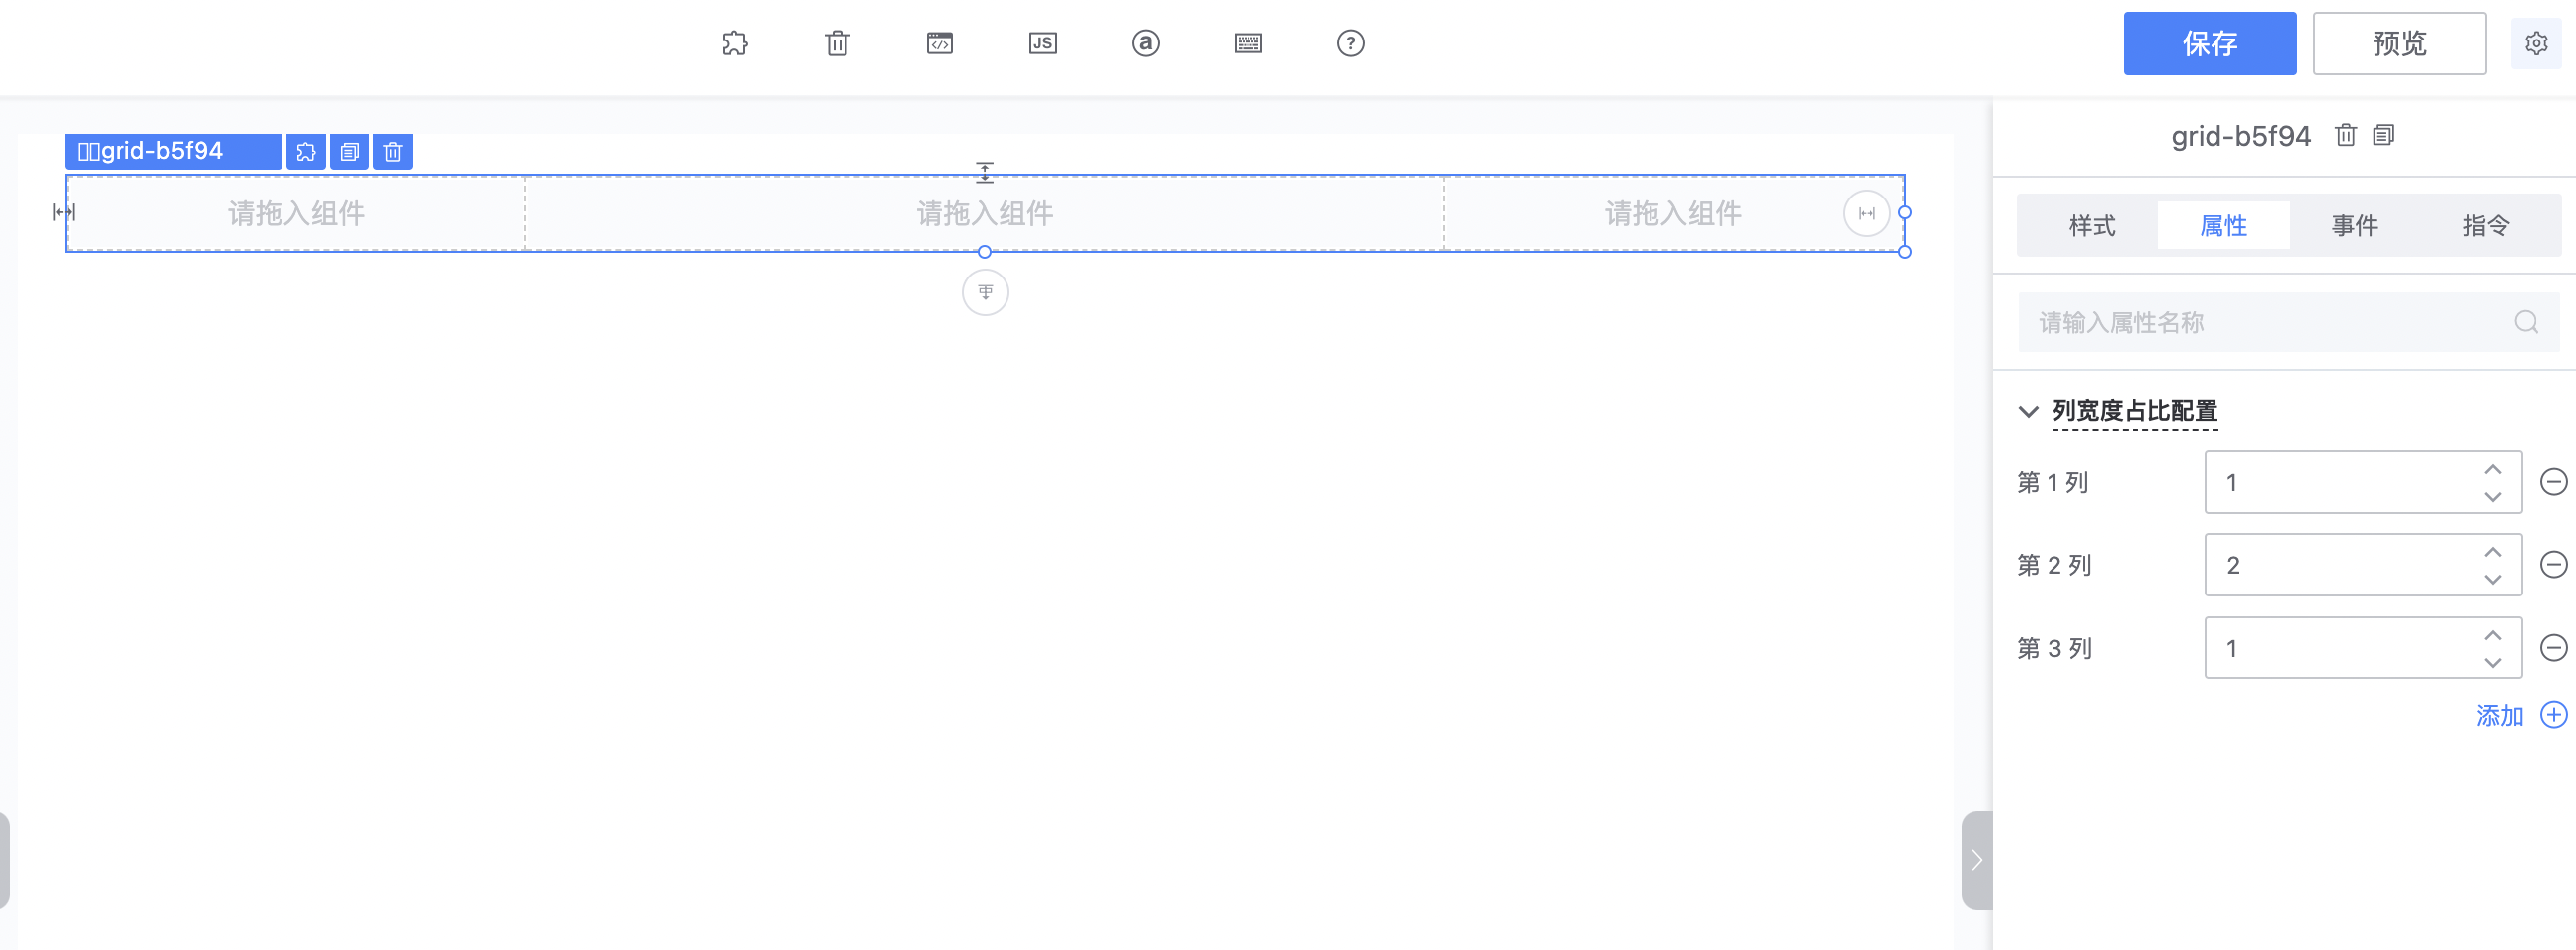 JS
a
?
保存
预览
grid-b5f94
请拖入组件
请拖入组件
请拖入组件
grid-b5f94
样式
属性
事件
指令
请输入属性名称
列宽度占比配置
第 1 列
1
第 2 列
2
第 3 列
1
添加